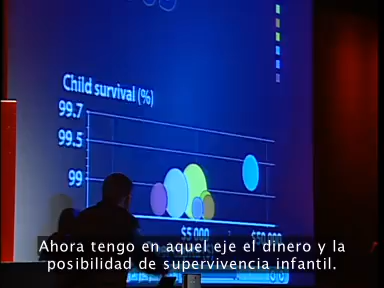 Child survival (%)
99.7
99.5
99
$5 000
Ahora tengo en aquel eje el dinero y la
posibilidad de supervivencia infantil.